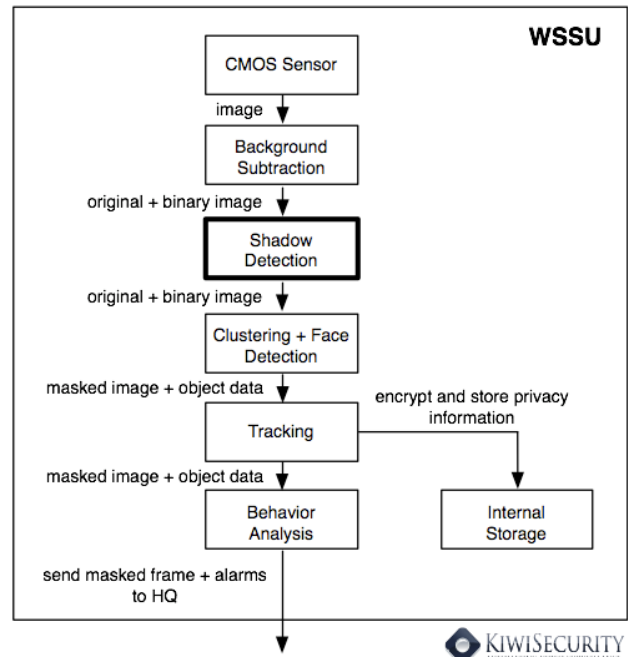 WSSU
CMOS Sensor
image
Background
Subtraction
original + binary image
Shadow
Detection
original + binary image
Clustering + Face
Detection
masked image + object data
encrypt and store privacy
information
Tracking
masked image + object data
Behavior
Analysis
Internal
Storage
send masked frame + alarms
to HQ
KIWISECURITY